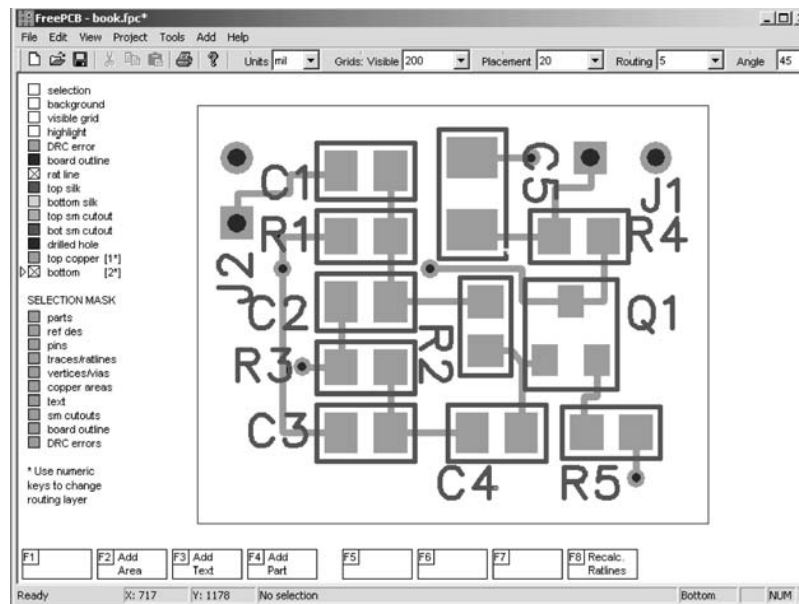 FreePCB - book.fpc*
File Edit View Project Tools Add Help
Units mil Grids: Visible 200 Placement 20 Routing 5 Angle 45
selection
background
visible grid
highlight
DRC error
board outline
rat line
top silk
bottom silk
top sm cutout
bot sm cutout
drilled hole
top copper [1*]
bottom [2*]
SELECTION MASK
parts
ref des
pins
traces/ratlines
vertices/vias
copper areas
text
sm cutouts
board outline
DRC errors
* Use numeric
keys to change
routing layer
C1
C5
J1
R1
R4
J2
C2
R2
Q1
R3
C3
C4
R5
F1 F2 Add Area F3 Add Text F4 Add Part F5 F6 F7 F8 Recalc. Ratlines
Ready X: 717 Y: 1178 No selection Bottom NUM